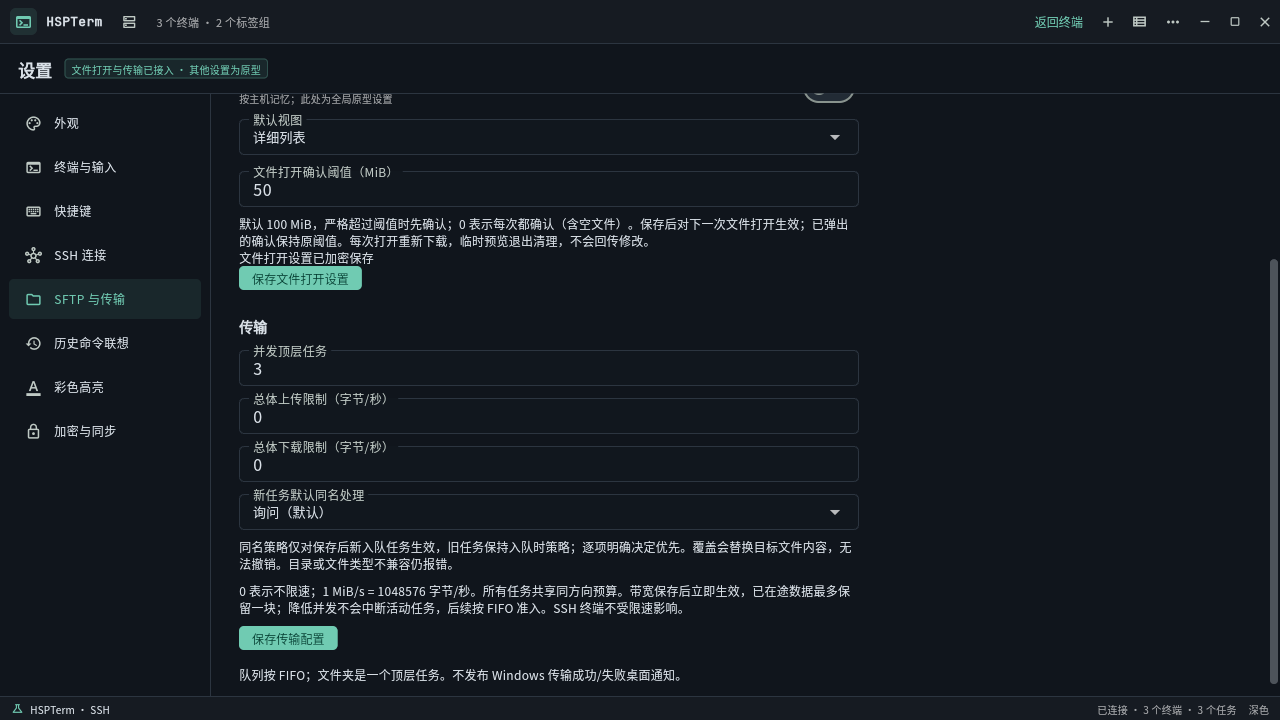 HSPTerm
3 个终端 · 2 个标签组
返回终端
设置
文件打开与传输已接入 · 其他设置为原型
外观
终端与输入
快捷键
SSH 连接
SFTP 与传输
历史命令联想
彩色高亮
加密与同步
按主机记忆；此处为全局原型设置
默认视图
详细列表
文件打开确认阈值（MiB）
50
默认 100 MiB，严格超过阈值时先确认；0 表示每次都确认（含空文件）。保存后对下一次文件打开生效；已弹出
的确认保持原阈值。每次打开重新下载，临时预览退出清理，不会回传修改。
文件打开设置已加密保存
保存文件打开设置
传输
并发顶层任务
3
总体上传限制（字节/秒）
0
总体下载限制（字节/秒）
0
新任务默认同名处理
询问（默认）
同名策略仅对保存后新入队任务生效，旧任务保持入队时策略；逐项明确决定优先。覆盖会替换目标文件内容，无
法撤销。目录或文件类型不兼容仍报错。
0 表示不限速；1 MiB/s = 1048576 字节/秒。所有任务共享同方向预算。带宽保存后立即生效，已在途数据最多保
留一块；降低并发不会中断活动任务，后续按 FIFO 准入。SSH 终端不受限速影响。
保存传输配置
队列按 FIFO；文件夹是一个顶层任务。不发布 Windows 传输成功/失败桌面通知。
HSPTerm · SSH
已连接 · 3 个终端 · 3 个任务
深色